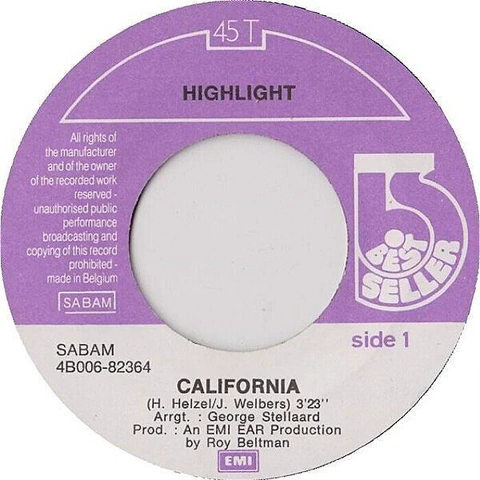 45 T
HIGHLIGHT
All rights of
the manufacturer
and of the owner
of the recorded work
reserved -
unauthorised public
performance
broadcasting and
copying of this record
prohibited -
made in Belgium
SABAM
BEST
SELLER
side 1
SABAM
4B006-82364
CALIFORNIA
(H. Helzel/J. Welbers) 3'23''
Arrgt. : George Stellaard
Prod. : An EMI EAR Production
by Roy Beltman
EMI